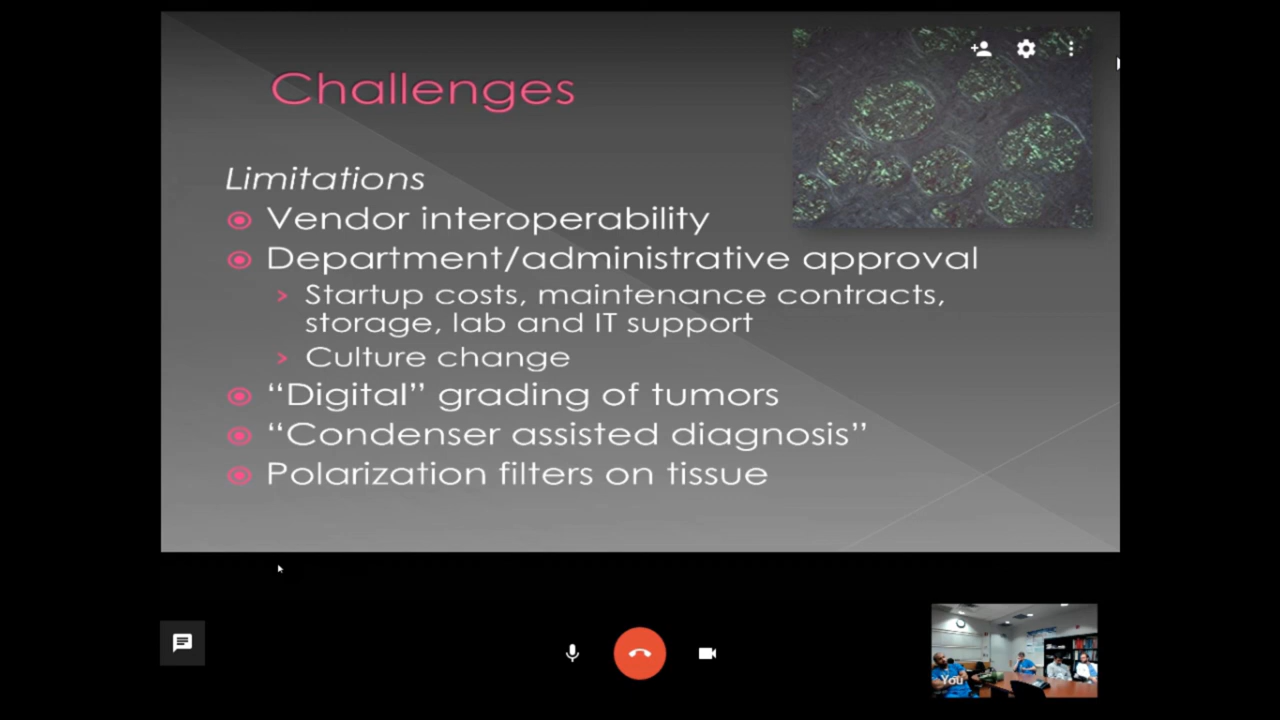 Challenges
Limitations
Vendor interoperability
Department/administrative approval
Startup costs, maintenance contracts,
storage, lab and IT support
Culture change
“Digital” grading of tumors
“Condenser assisted diagnosis”
Polarization filters on tissue
You